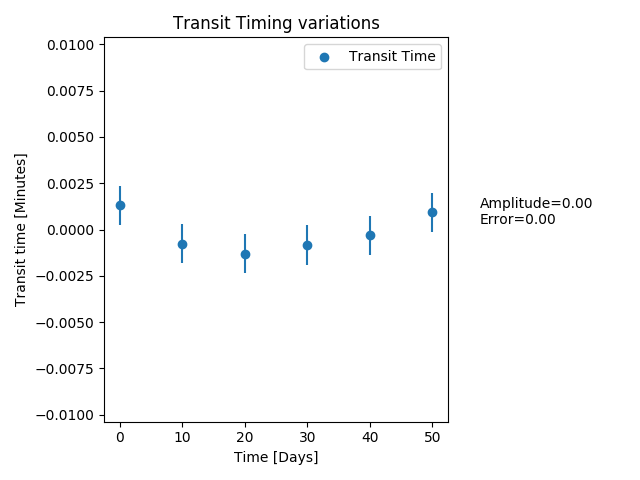 Transit Timing variations
Transit Time
0.0100
0.0075
0.0050
0.0025
0.0000
−0.0025
−0.0050
−0.0075
−0.0100
Transit time [Minutes]
0 10 20 30 40 50
Time [Days]
Amplitude=0.00
Error=0.00